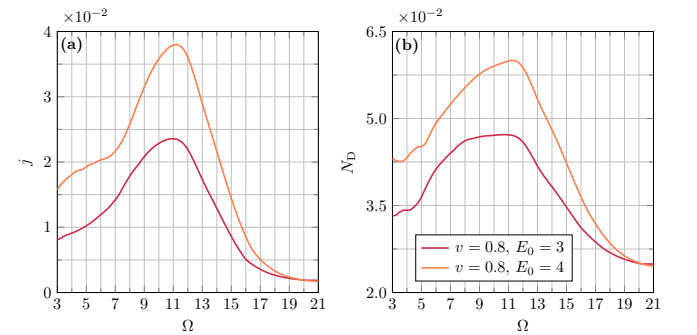 ×10⁻²
(a)
4
3
2
1
0
j
3 5 7 9 11 13 15 17 19 21
Ω
×10⁻²
(b)
6.5
5.0
3.5
2.0
N_D
v = 0.8, E₀ = 3
v = 0.8, E₀ = 4
3 5 7 9 11 13 15 17 19 21
Ω